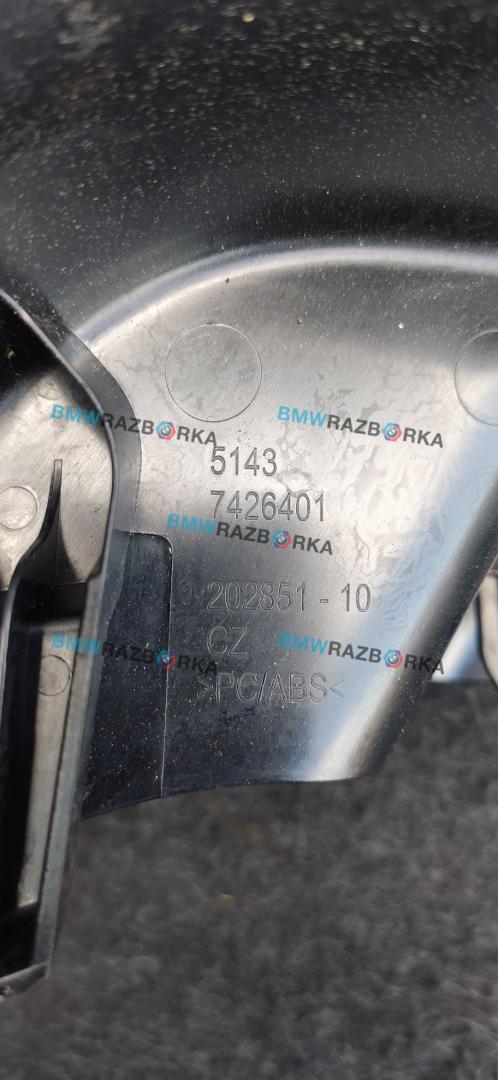 BMWRAZBORKA
BMWRAZBORKA
5143
7426401
BMWRAZBORKA
202851 - 10
CZ
BMWRAZBORKA
BMWRAZBORKA
>PC/ABS<